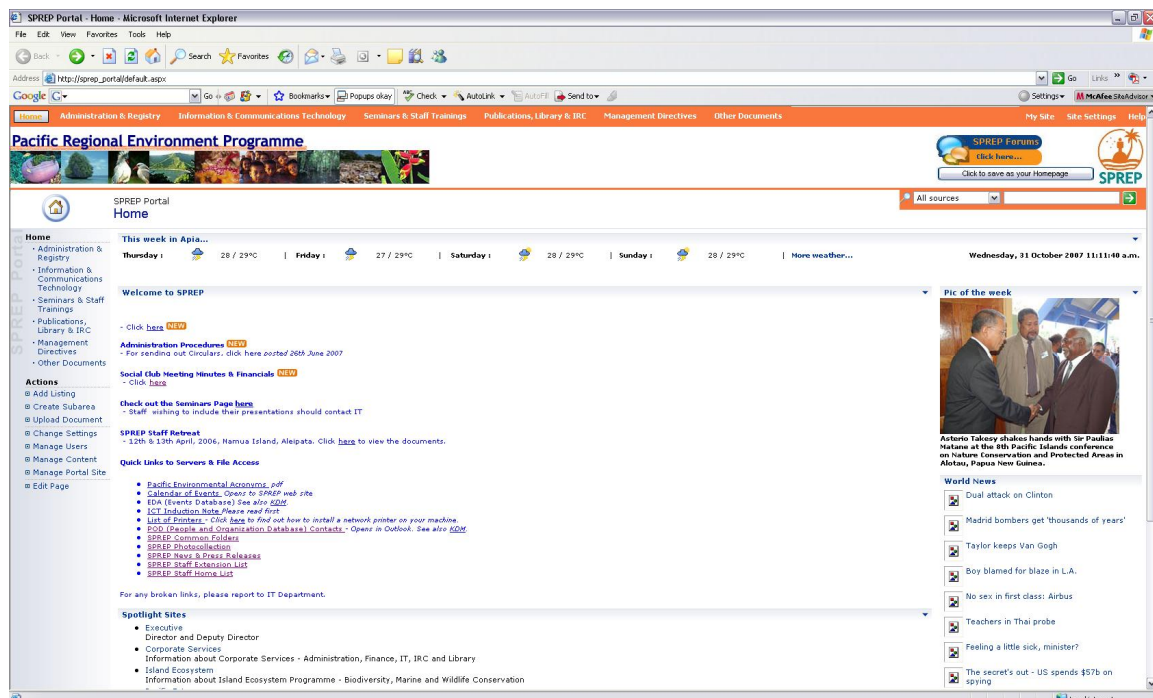 SPREP Portal - Home - Microsoft Internet Explorer
File Edit View Favorites Tools Help
Back Search Favorites
Address http://sprep_portal/default.aspx Go Links »
Google G Go Bookmarks Popups okay Check AutoLink AutoFill Send to Settings McAfee SiteAdvisor
Home Administration & Registry Information & Communications Technology Seminars & Staff Trainings Publications, Library & IRC Management Directives Other Documents My Site Site Settings Help
Pacific Regional Environment Programme
SPREP Forums
Click here...
Click to save as your Homepage
SPREP
SPREP Portal
Home
All sources
SPREP Portal
Home
Administration & Registry
Information & Communications Technology
Seminars & Staff Trainings
Publications, Library & IRC
Management Directives
Other Documents
Actions
Add Listing
Create Subarea
Upload Document
Change Settings
Manage Users
Manage Content
Manage Portal Site
Edit Page
This week in Apia...
Thursday : 28 / 29°C | Friday : 27 / 29°C | Saturday : 28 / 29°C | Sunday : 28 / 29°C | More weather... Wednesday, 31 October 2007 11:11:40 a.m.
Welcome to SPREP
- Click here NEW
Administration Procedures NEW
- For sending out Circulars, click here posted 26th June 2007
Social Club Meeting Minutes & Financials NEW
- Click here
Check out the Seminars Page here
- Staff wishing to include their presentations should contact IT
SPREP Staff Retreat
- 12th & 13th April, 2006, Namua Island, Aleipata. Click here to view the documents.
Quick Links to Servers & File Access
Pacific Environmental Acronyms pdf
Calendar of Events Opens to SPREP web site
EDA (Events Database) See also KDM.
ICT Induction Note Please read first
List of Printers - Click here to find out how to install a network printer on your machine.
POD (People and Organization Database) Contacts - Opens in Outlook. See also KDM.
SPREP Common Folders
SPREP Photocollection
SPREP News & Press Releases
SPREP Staff Extension List
SPREP Staff Home List
For any broken links, please report to IT Department.
Spotlight Sites
Executive
Director and Deputy Director
Corporate Services
Information about Corporate Services - Administration, Finance, IT, IRC and Library
Island Ecosystem
Information about Island Ecosystem Programme - Biodiversity, Marine and Wildlife Conservation
Pic of the week
Asterio Takesy shakes hands with Sir Paulias
Matane at the 8th Pacific Islands conference
on Nature Conservation and Protected Areas in
Alotau, Papua New Guinea.
World News
Dual attack on Clinton
Madrid bombers get 'thousands of years'
Taylor keeps Van Gogh
Boy blamed for blaze in L.A.
No sex in first class: Airbus
Teachers in Thai probe
Feeling a little sick, minister?
The secret's out - US spends $57b on
spying